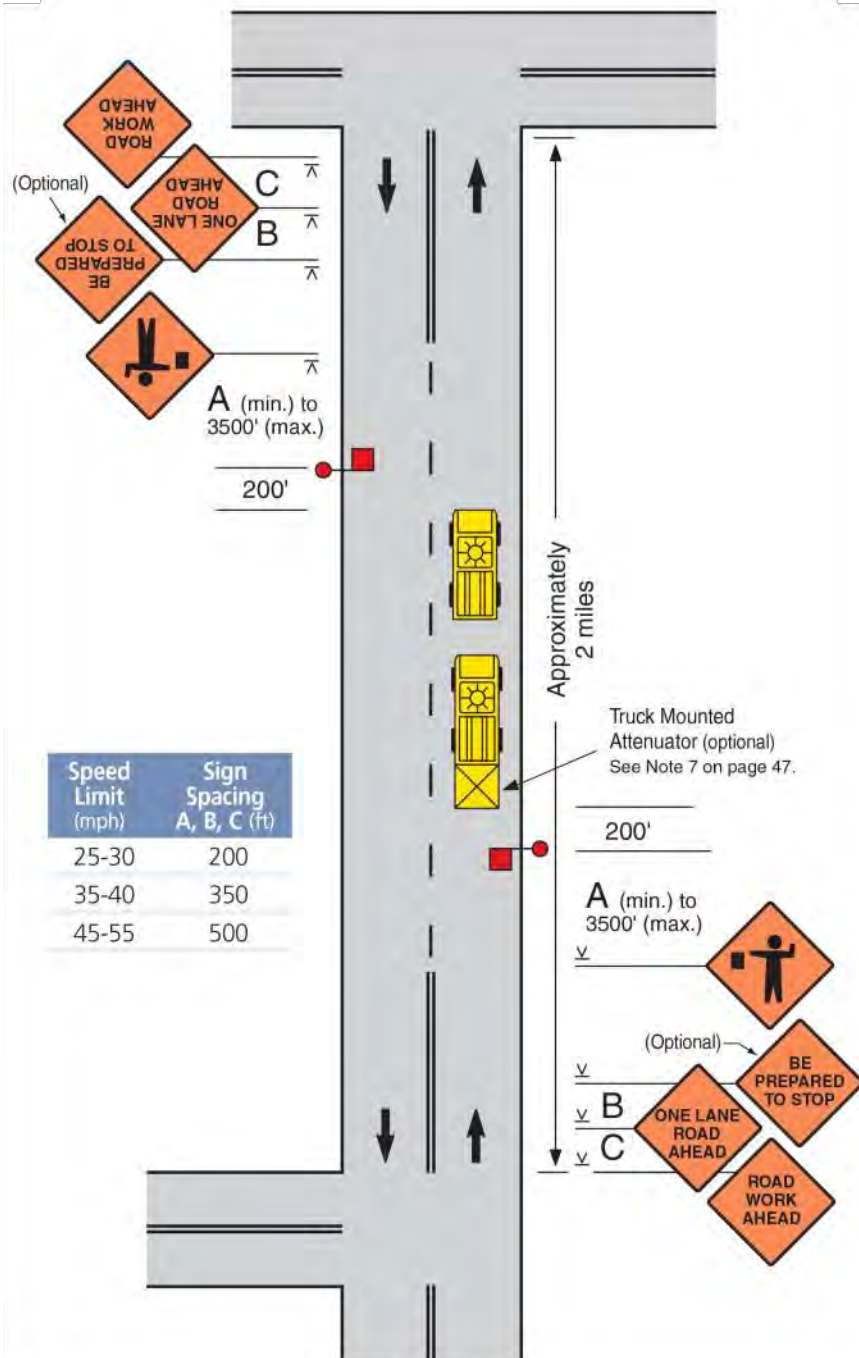 ROAD
WORK
AHEAD
(Optional)
ONE LANE
ROAD
AHEAD
C
B
BE
PREPARED
TO STOP
A (min.) to
3500' (max.)
200'
Approximately
2 miles
Truck Mounted
Attenuator (optional)
See Note 7 on page 47.
Speed
Limit
(mph)
Sign
Spacing
A, B, C (ft)
25-30 200
35-40 350
45-55 500
200'
A (min.) to
3500' (max.)
(Optional)
BE
PREPARED
TO STOP
B
ONE LANE
ROAD
AHEAD
C
ROAD
WORK
AHEAD